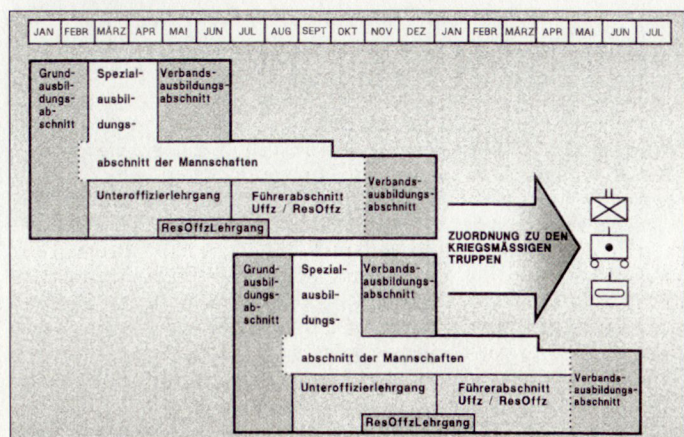 JAN FEBR MÄRZ APR MAI JUN JUL AUG SEPT OKT NOV DEZ JAN FEBR MÄRZ APR MAI JUN JUL
Grund-
ausbil-
dungs-
ab-
schnitt
Spezial-
ausbil-
dungs-
Verbands-
ausbildungs-
abschnitt
abschnitt der Mannschaften
Unteroffizierlehrgang
Führerabschnitt
Uffz / ResOffz
Verbands-
ausbildungs-
abschnitt
ResOffzLehrgang
ZUORDNUNG ZU DEN
KRIEGSMÄSSIGEN
TRUPPEN
Grund-
ausbil-
dungs-
ab-
schnitt
Spezial-
ausbil-
dungs-
Verbands-
ausbildungs-
abschnitt
abschnitt der Mannschaften
Unteroffizierlehrgang
Führerabschnitt
Uffz / ResOffz
Verbands-
ausbildungs-
abschnitt
ResOffzLehrgang